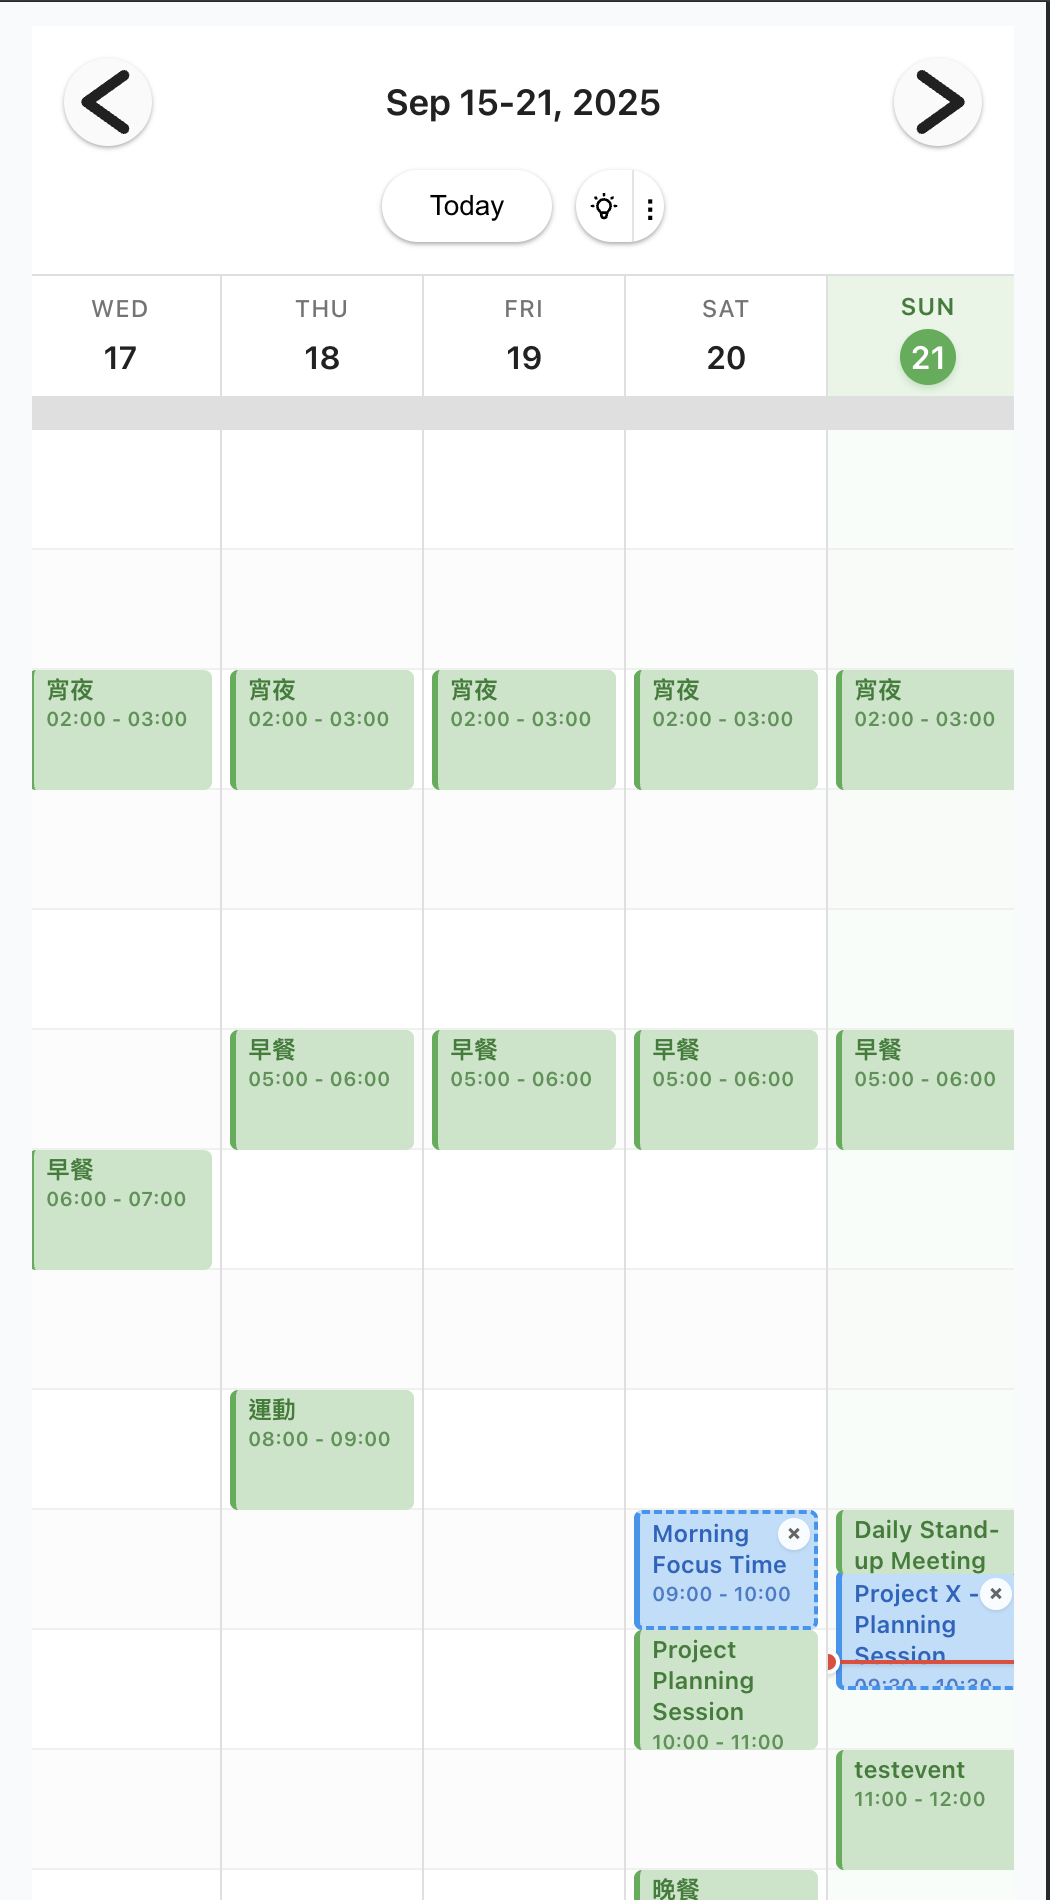 Sep 15-21, 2025
Today
WED
17
THU
18
FRI
19
SAT
20
SUN
21
宵夜
02:00 - 03:00
宵夜
02:00 - 03:00
宵夜
02:00 - 03:00
宵夜
02:00 - 03:00
宵夜
02:00 - 03:00
早餐
05:00 - 06:00
早餐
05:00 - 06:00
早餐
05:00 - 06:00
早餐
05:00 - 06:00
早餐
06:00 - 07:00
運動
08:00 - 09:00
Morning
Focus Time
09:00 - 10:00
Daily Stand-
up Meeting
Project X -
Planning
Session
09:30 - 10:30
Project
Planning
Session
10:00 - 11:00
testevent
11:00 - 12:00
晚餐